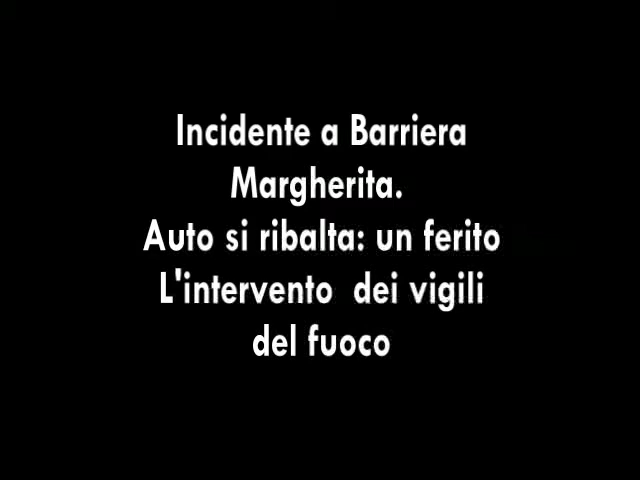 Incidente a Barriera
Margherita.
Auto si ribalta: un ferito
L'intervento  dei vigili
del fuoco